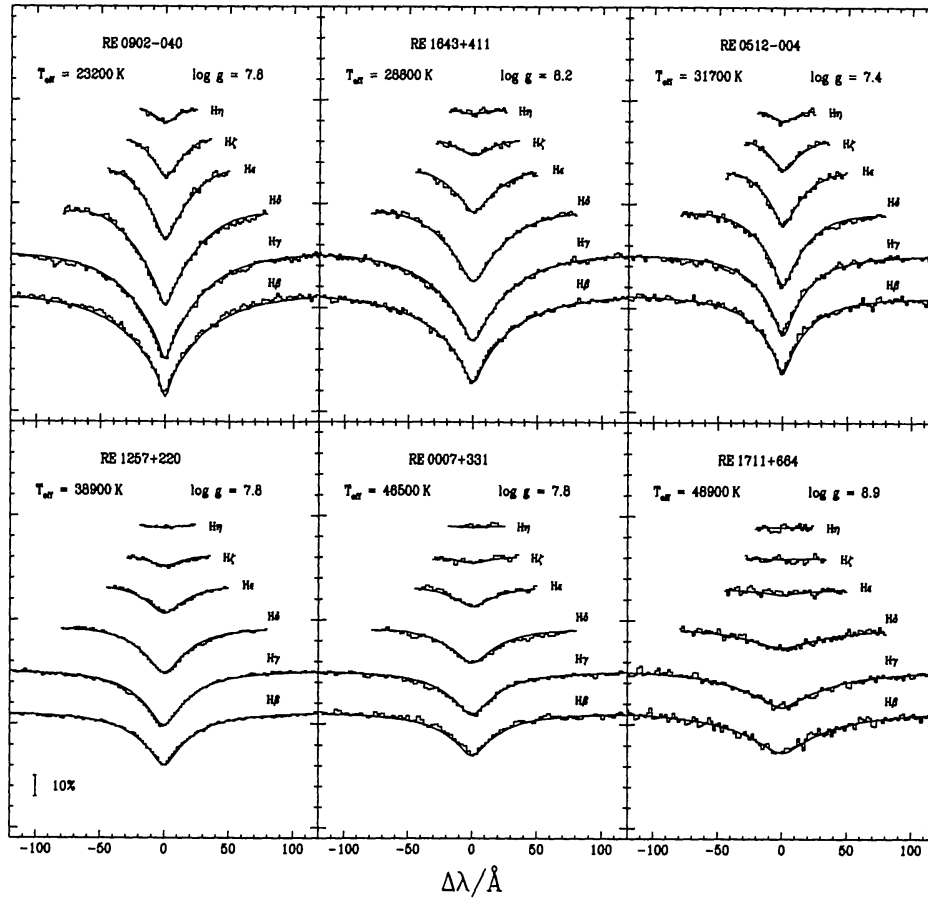 RE 0902-040
T_eff = 23200 K log g = 7.8
Hη
Hζ
Hε
Hδ
Hγ
Hβ
RE 1643+411
T_eff = 28800 K log g = 8.2
Hη
Hζ
Hε
Hδ
Hγ
Hβ
RE 0512-004
T_eff = 31700 K log g = 7.4
Hη
Hζ
Hε
Hδ
Hγ
Hβ
RE 1257+220
T_eff = 38900 K log g = 7.8
Hη
Hζ
Hε
Hδ
Hγ
Hβ
10%
RE 0007+331
T_eff = 46500 K log g = 7.8
Hη
Hζ
Hε
Hδ
Hγ
Hβ
RE 1711+664
T_eff = 48900 K log g = 8.9
Hη
Hζ
Hε
Hδ
Hγ
Hβ
-100 -50 0 50 100 -100 -50 0 50 100 -100 -50 0 50 100
Δλ/Å